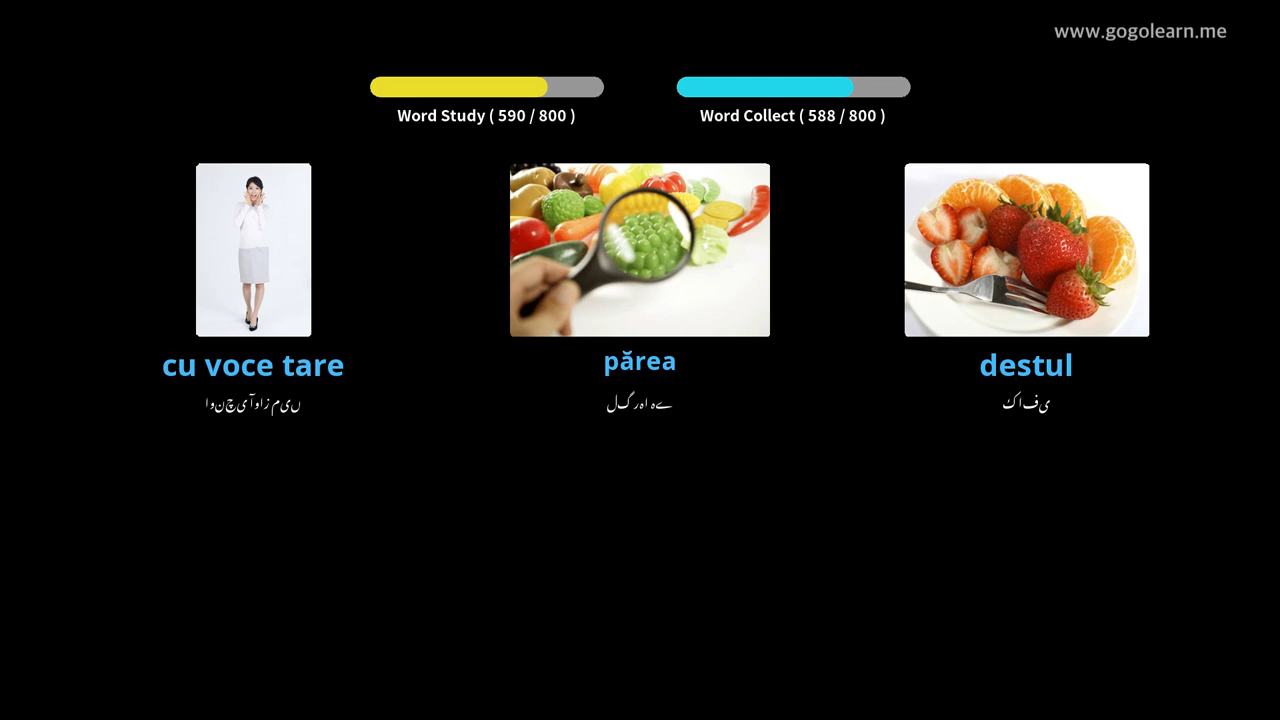 www.gogolearn.me
Word Study ( 590 / 800 )
Word Collect ( 588 / 800 )
cu voce tare
părea
destul
اونچی آواز میں
لگ رہا ہے
کافی